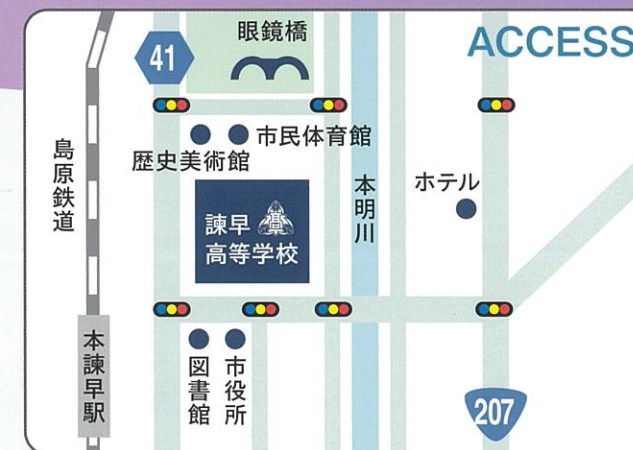 ACCESS
眼鏡橋
41
市民体育館
歴史美術館
島原鉄道
本明川
ホテル
諫早
高等学校
本諫早駅
図書館
市役所
207